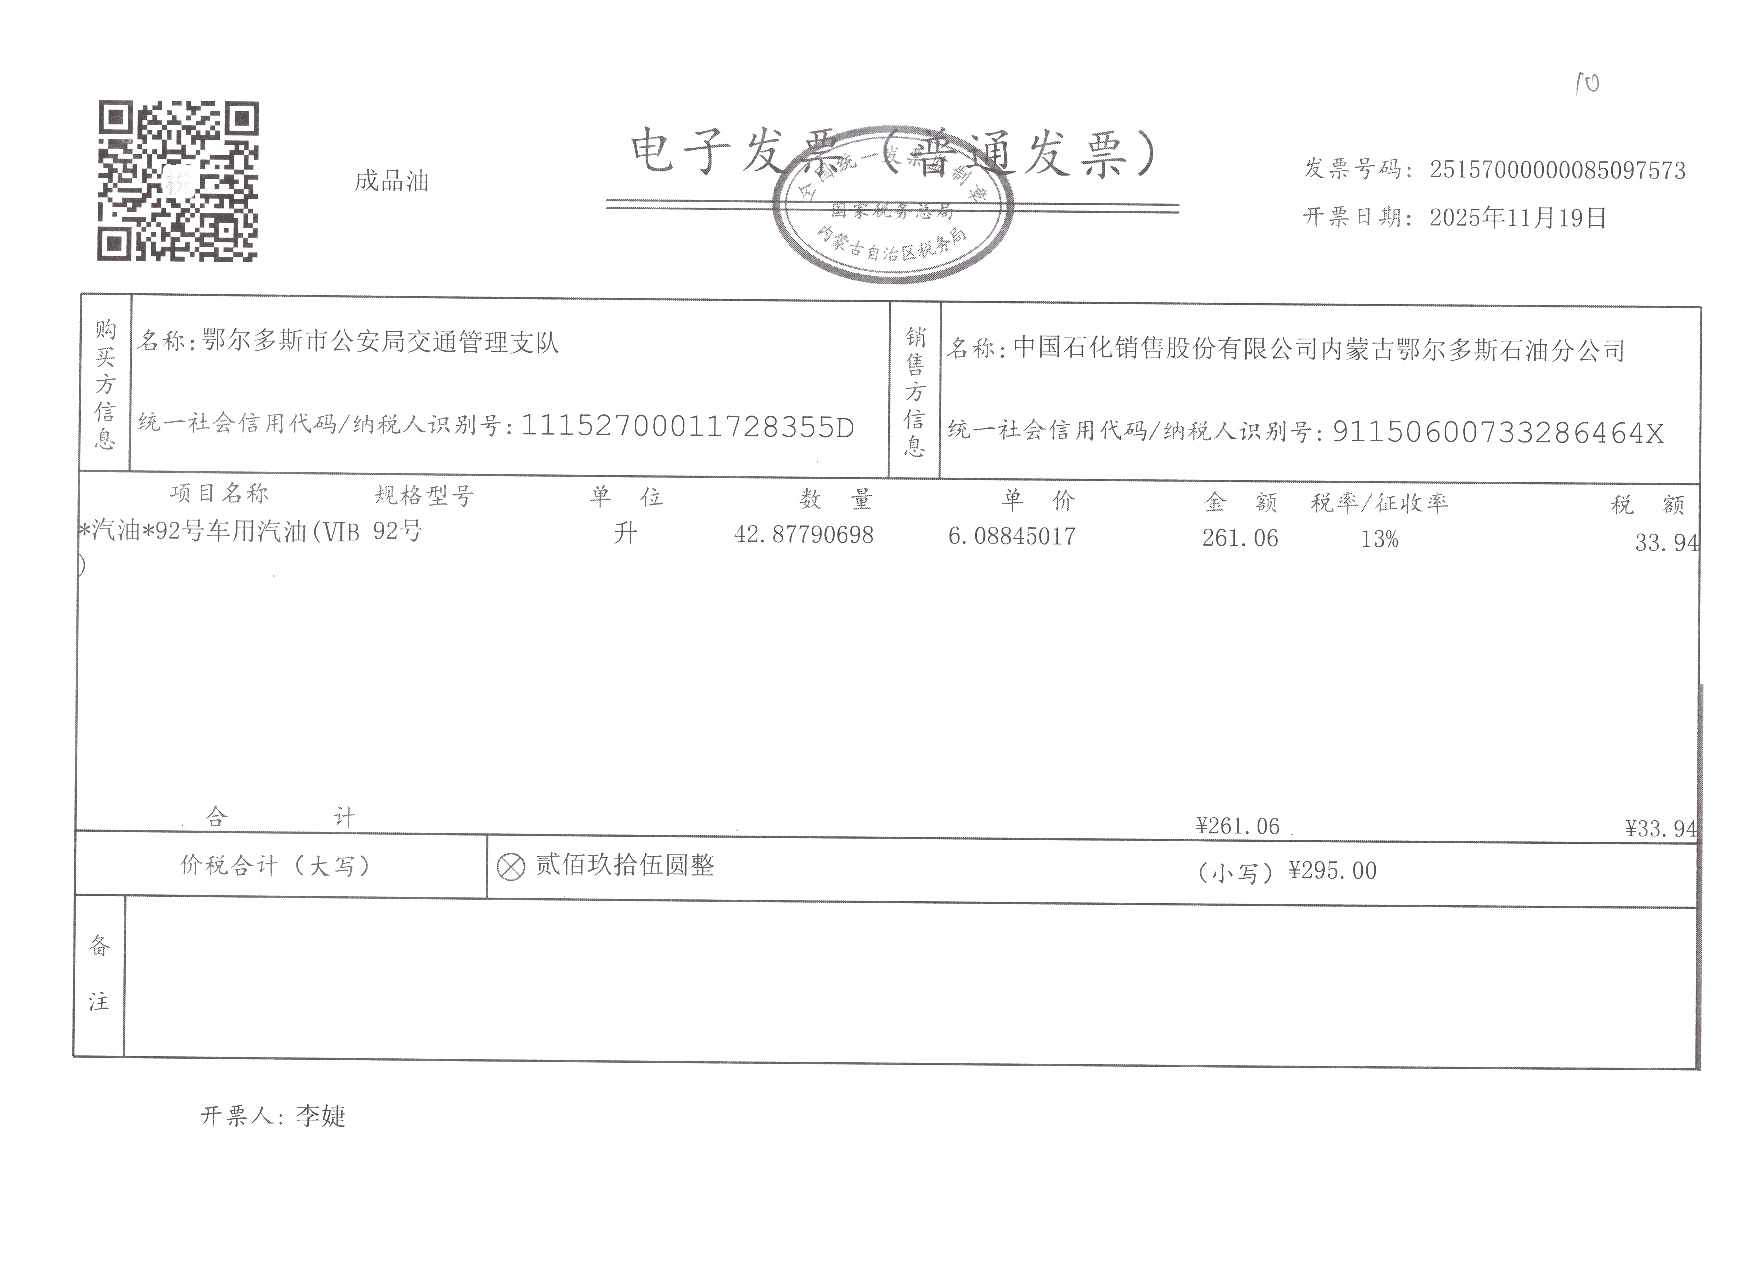 10
电子发票（普通发票）
成品油
全国统一发票监制章
国家税务总局
内蒙古自治区税务局
发票号码：25157000000085097573
开票日期：2025年11月19日
购买方信息
名称:鄂尔多斯市公安局交通管理支队
统一社会信用代码/纳税人识别号:11152700011728355D
销售方信息
名称:中国石化销售股份有限公司内蒙古鄂尔多斯石油分公司
统一社会信用代码/纳税人识别号:91150600733286464X
项目名称 规格型号 单 位 数 量 单 价 金 额 税率/征收率 税 额
*汽油*92号车用汽油(ⅥB 92号 升 42.87790698 6.08845017 261.06 13% 33.94
)
合 计 ¥261.06 ¥33.94
价税合计（大写） ⊗贰佰玖拾伍圆整 （小写）¥295.00
备注
开票人: 李婕